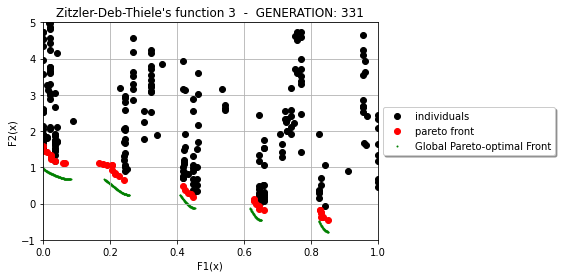 Zitzler-Deb-Thiele's function 3 - GENERATION: 331
5
4
3
2
1
0
−1
F2(x)
0.0 0.2 0.4 0.6 0.8 1.0
F1(x)
individuals
pareto front
Global Pareto-optimal Front